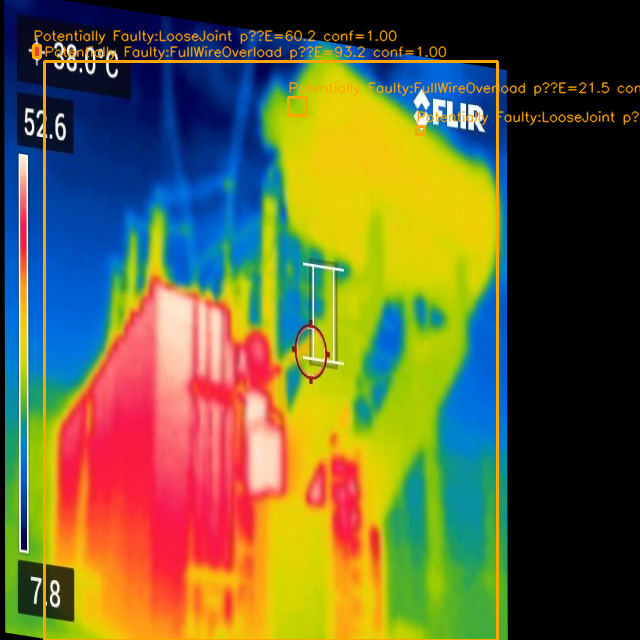 Potentially Faulty:LooseJoint p??E=60.2 conf=1.00
Potentially Faulty:FullWireOverload p??E=93.2 conf=1.00
38.0°C
Potentially Faulty:FullWireOverload p??E=21.5 con
52.6
FLIR
Potentially Faulty:LooseJoint p?
7.8